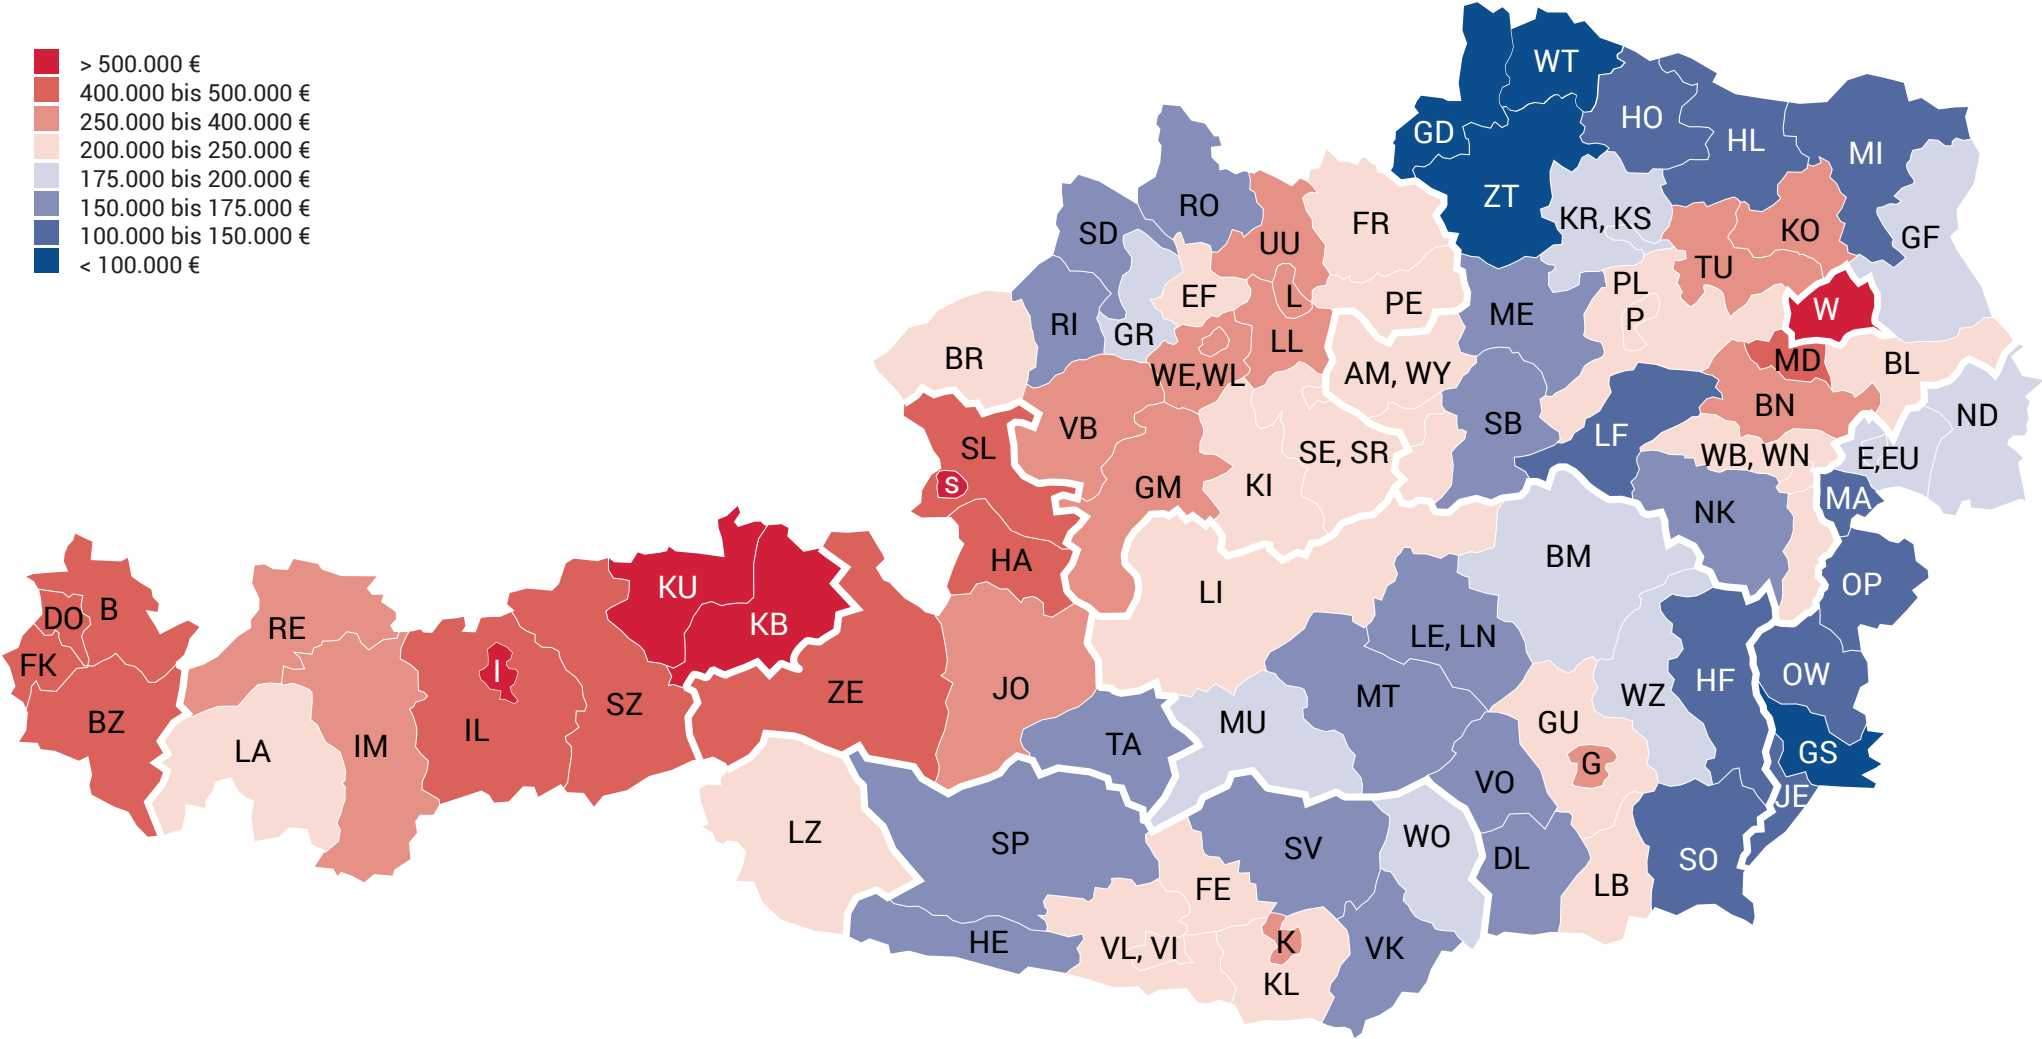 > 500.000 €
400.000 bis 500.000 €
250.000 bis 400.000 €
200.000 bis 250.000 €
175.000 bis 200.000 €
150.000 bis 175.000 €
100.000 bis 150.000 €
< 100.000 €
WT
HO
GD
HL
MI
ZT
RO
KR, KS
FR
SD
UU
KO
GF
TU
PL
EF
L
PE
W
ME
P
RI
GR
LL
BR
WE,WL
AM, WY
MD
BL
BN
ND
VB
SB
LF
SL
SE, SR
WB, WN
E,EU
S
GM
KI
MA
NK
HA
BM
OP
KU
LI
DO
B
KB
RE
LE, LN
FK
I
OW
HF
JO
ZE
MT
WZ
SZ
BZ
MU
GU
IL
TA
IM
LA
GS
G
VO
JE
LZ
WO
SP
SV
DL
SO
LB
FE
HE
K
VL, VI
VK
KL